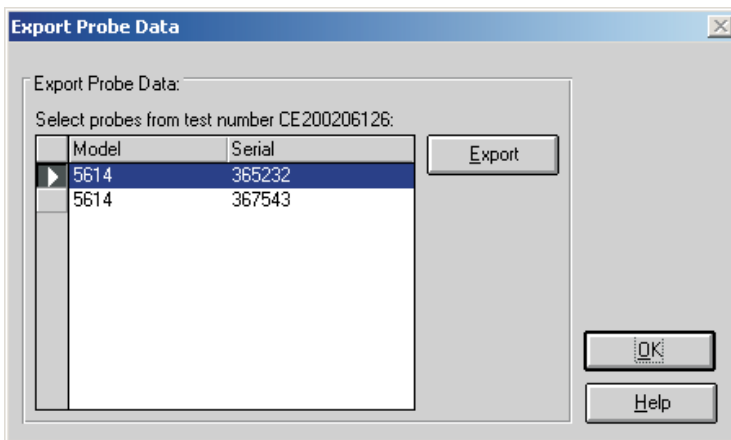 Export Probe Data
Export Probe Data:
Select probes from test number CE200206126:
Model Serial
Export
5614 365232
5614 367543
OK
Help